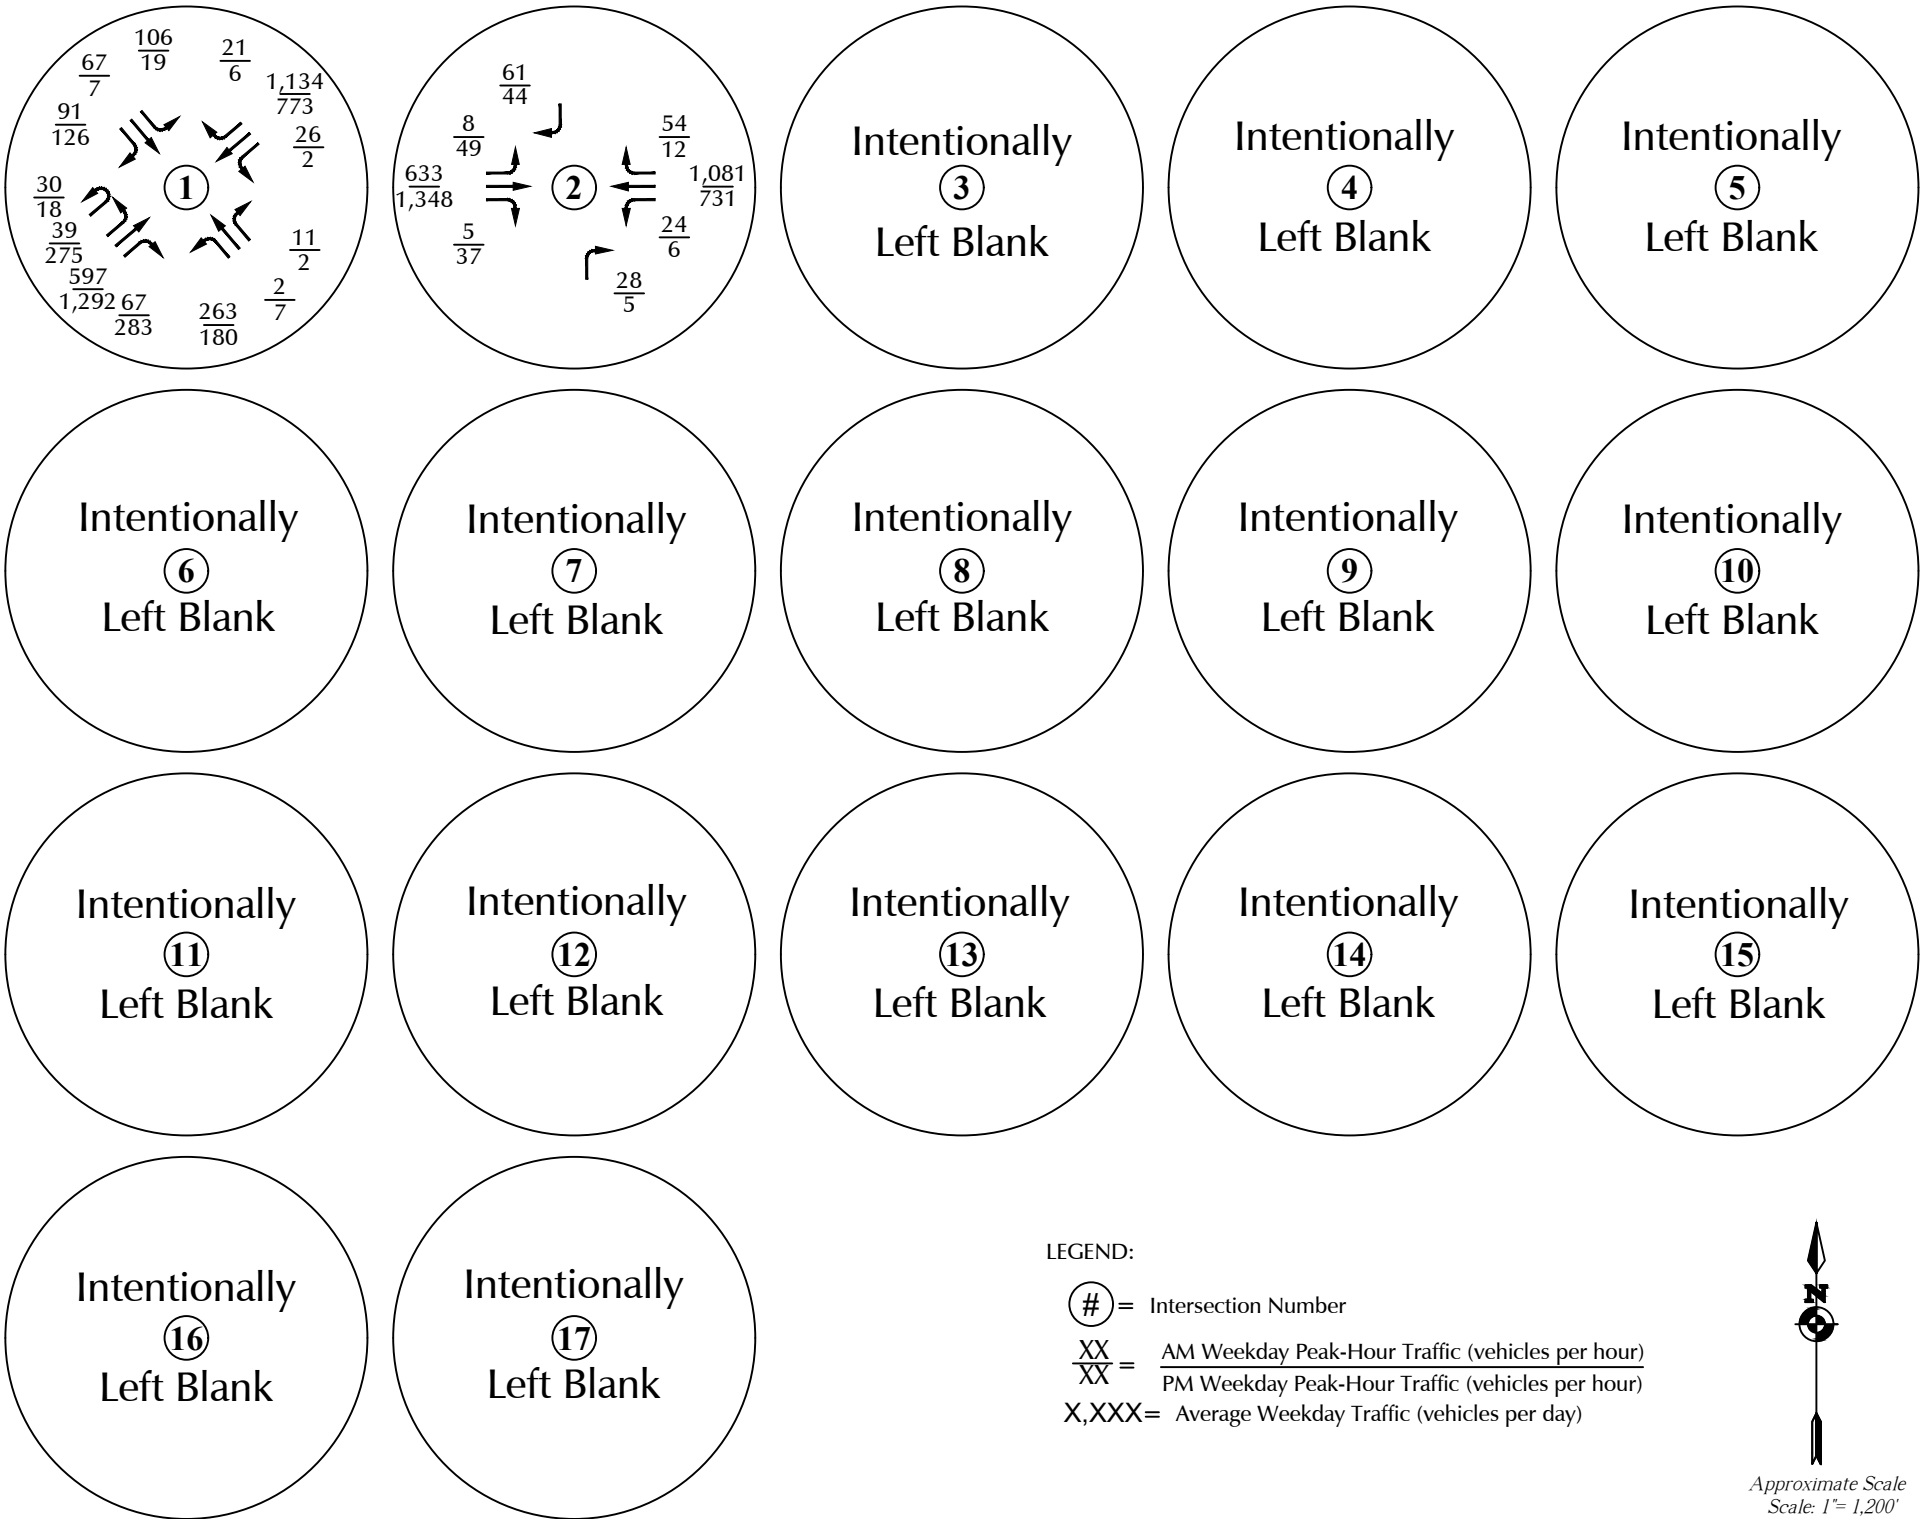 106
19
67
7
21
6
1,134
773
91
126
26
2
30
18
1
39
275
11
2
597
1,292
67
283
263
180
2
7
61
44
8
49
54
12
633
1,348
2
1,081
731
5
37
24
6
28
5
Intentionally
3
Left Blank
Intentionally
4
Left Blank
Intentionally
5
Left Blank
Intentionally
6
Left Blank
Intentionally
7
Left Blank
Intentionally
8
Left Blank
Intentionally
9
Left Blank
Intentionally
10
Left Blank
Intentionally
11
Left Blank
Intentionally
12
Left Blank
Intentionally
13
Left Blank
Intentionally
14
Left Blank
Intentionally
15
Left Blank
Intentionally
16
Left Blank
Intentionally
17
Left Blank
LEGEND:
# = Intersection Number
XX
XX
= AM Weekday Peak-Hour Traffic (vehicles per hour)
PM Weekday Peak-Hour Traffic (vehicles per hour)
X,XXX= Average Weekday Traffic (vehicles per day)
N
Approximate Scale
Scale: 1"= 1,200'